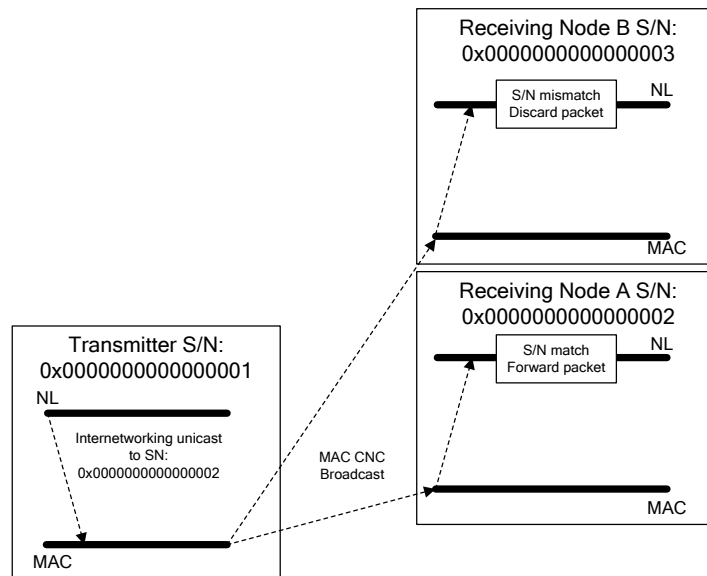 Receiving Node B S/N:
0x0000000000000003
NL
S/N mismatch
Discard packet
MAC
Receiving Node A S/N:
0x0000000000000002
NL
S/N match
Forward packet
MAC
Transmitter S/N:
0x0000000000000001
NL
Internetworking unicast
to SN:
0x0000000000000002
MAC
MAC CNC
Broadcast